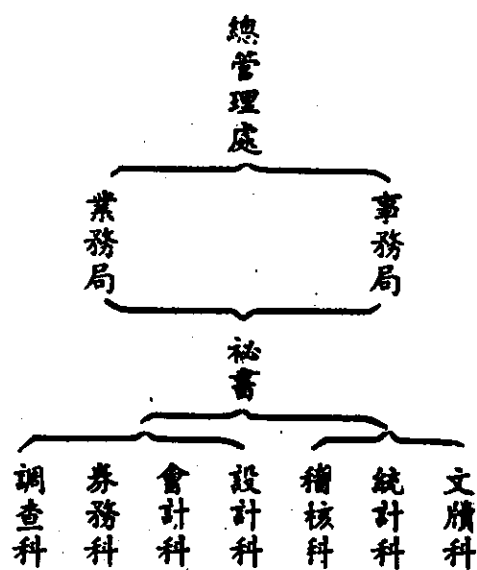 總管理處
事務局
業務局
祕書
文牘科
統計科
稽核科
設計科
會計科
券務科
調查科